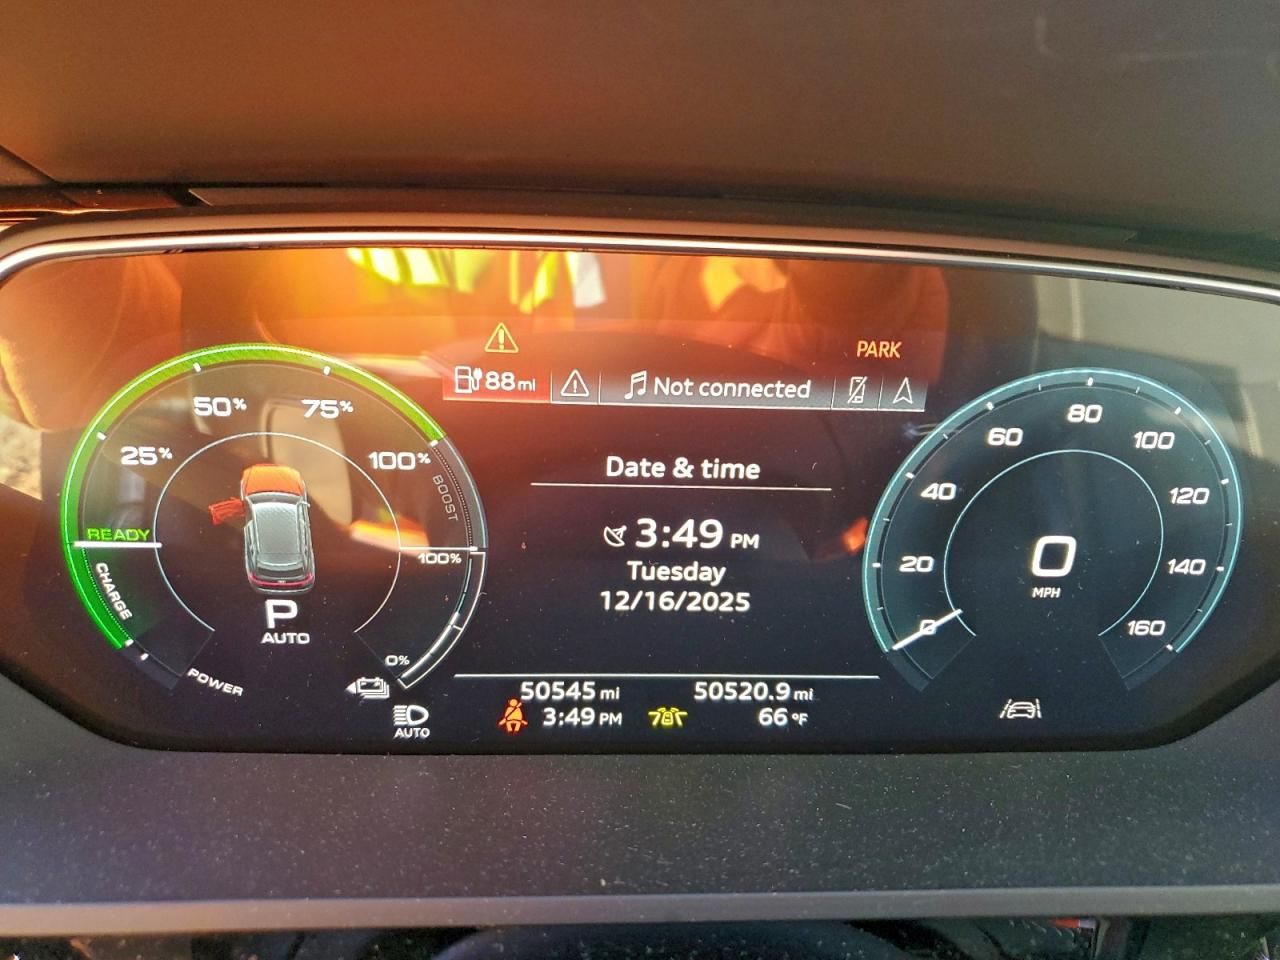 PARK
88 mi
Not connected
50%
75%
25%
100%
BOOST
READY
CHARGE
100%
P
AUTO
0%
POWER
AUTO
Date & time
3:49 PM
Tuesday
12/16/2025
50545 mi
50520.9 mi
3:49 PM
66 °F
80
60
100
40
120
20
140
0
160
0
MPH